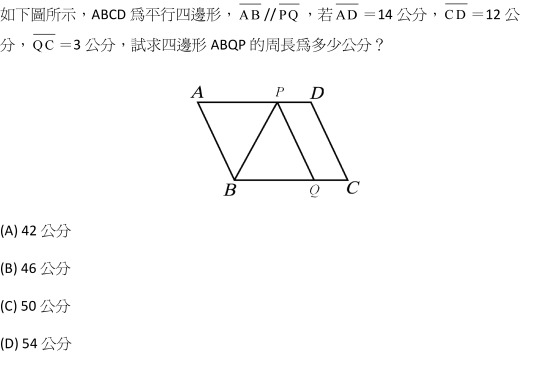 如下圖所示，ABCD 為平行四邊形，AB // PQ ，若 AD ＝14 公分，CD ＝12 公
分，QC ＝3 公分，試求四邊形 ABQP 的周長為多少公分？
A P D
B Q C
(A) 42 公分
(B) 46 公分
(C) 50 公分
(D) 54 公分